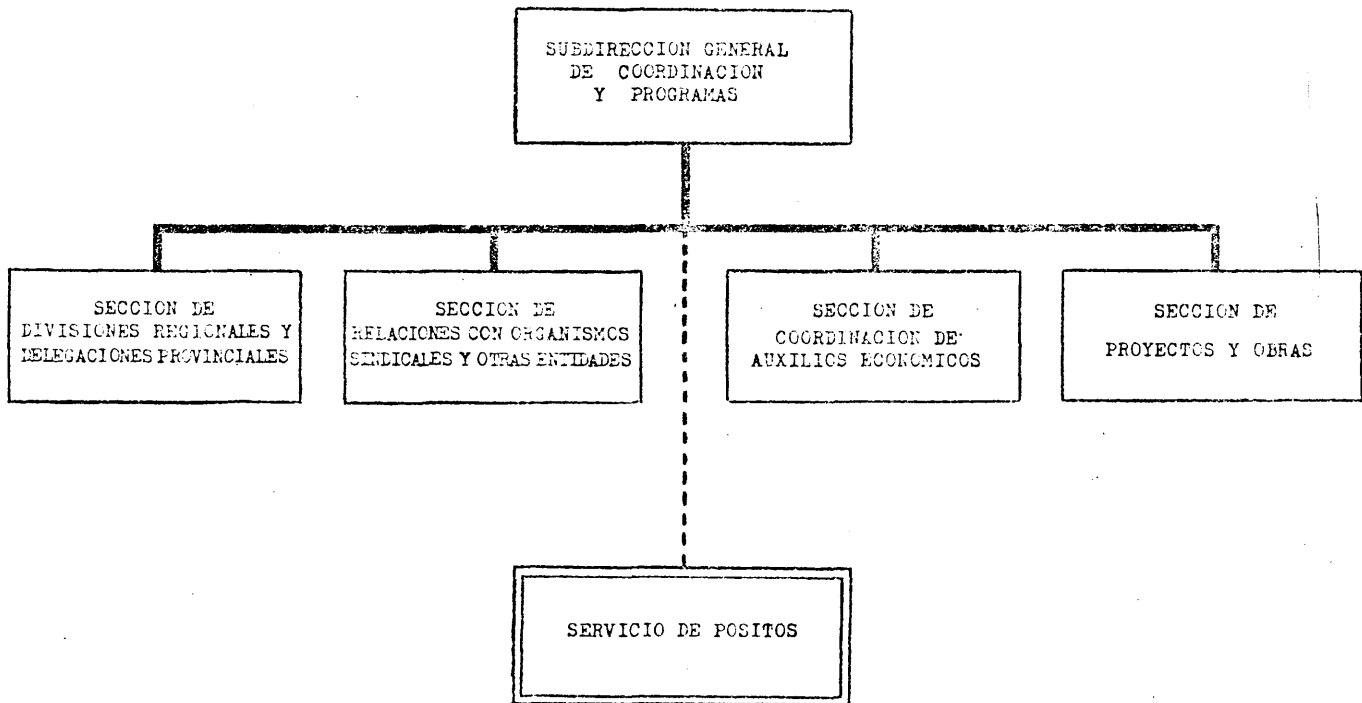 SUBDIRECCION GENERAL
DE COORDINACION
Y PROGRAMAS
SECCION DE
DIVISIONES REGIONALES Y
DELEGACIONES PROVINCIALES
SECCION DE
RELACIONES CON ORGANISMOS
SINDICALES Y OTRAS ENTIDADES
SECCION DE
COORDINACION DE
AUXILIOS ECONOMICOS
SECCION DE
PROYECTOS Y OBRAS
SERVICIO DE POSITOS